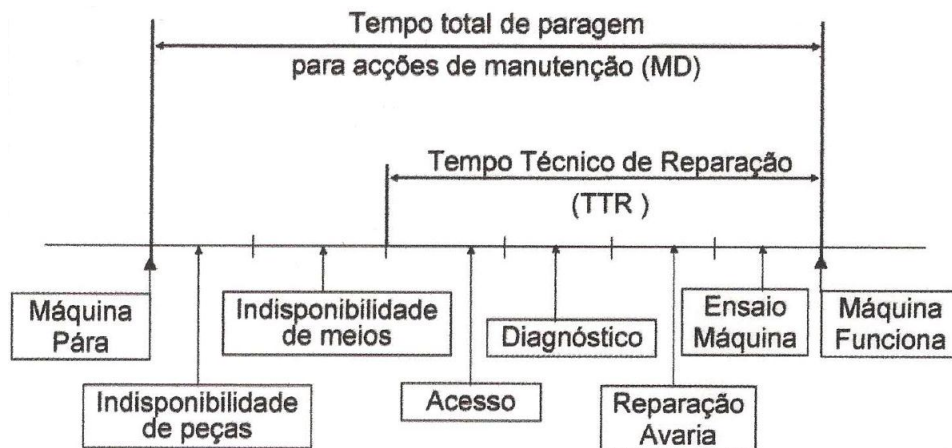 Tempo total de paragem
para acções de manutenção (MD)
Tempo Técnico de Reparação
(TTR )
Máquina
Pára
Indisponibilidade
de peças
Indisponibilidade
de meios
Acesso
Diagnóstico
Reparação
Avaria
Ensaio
Máquina
Máquina
Funciona